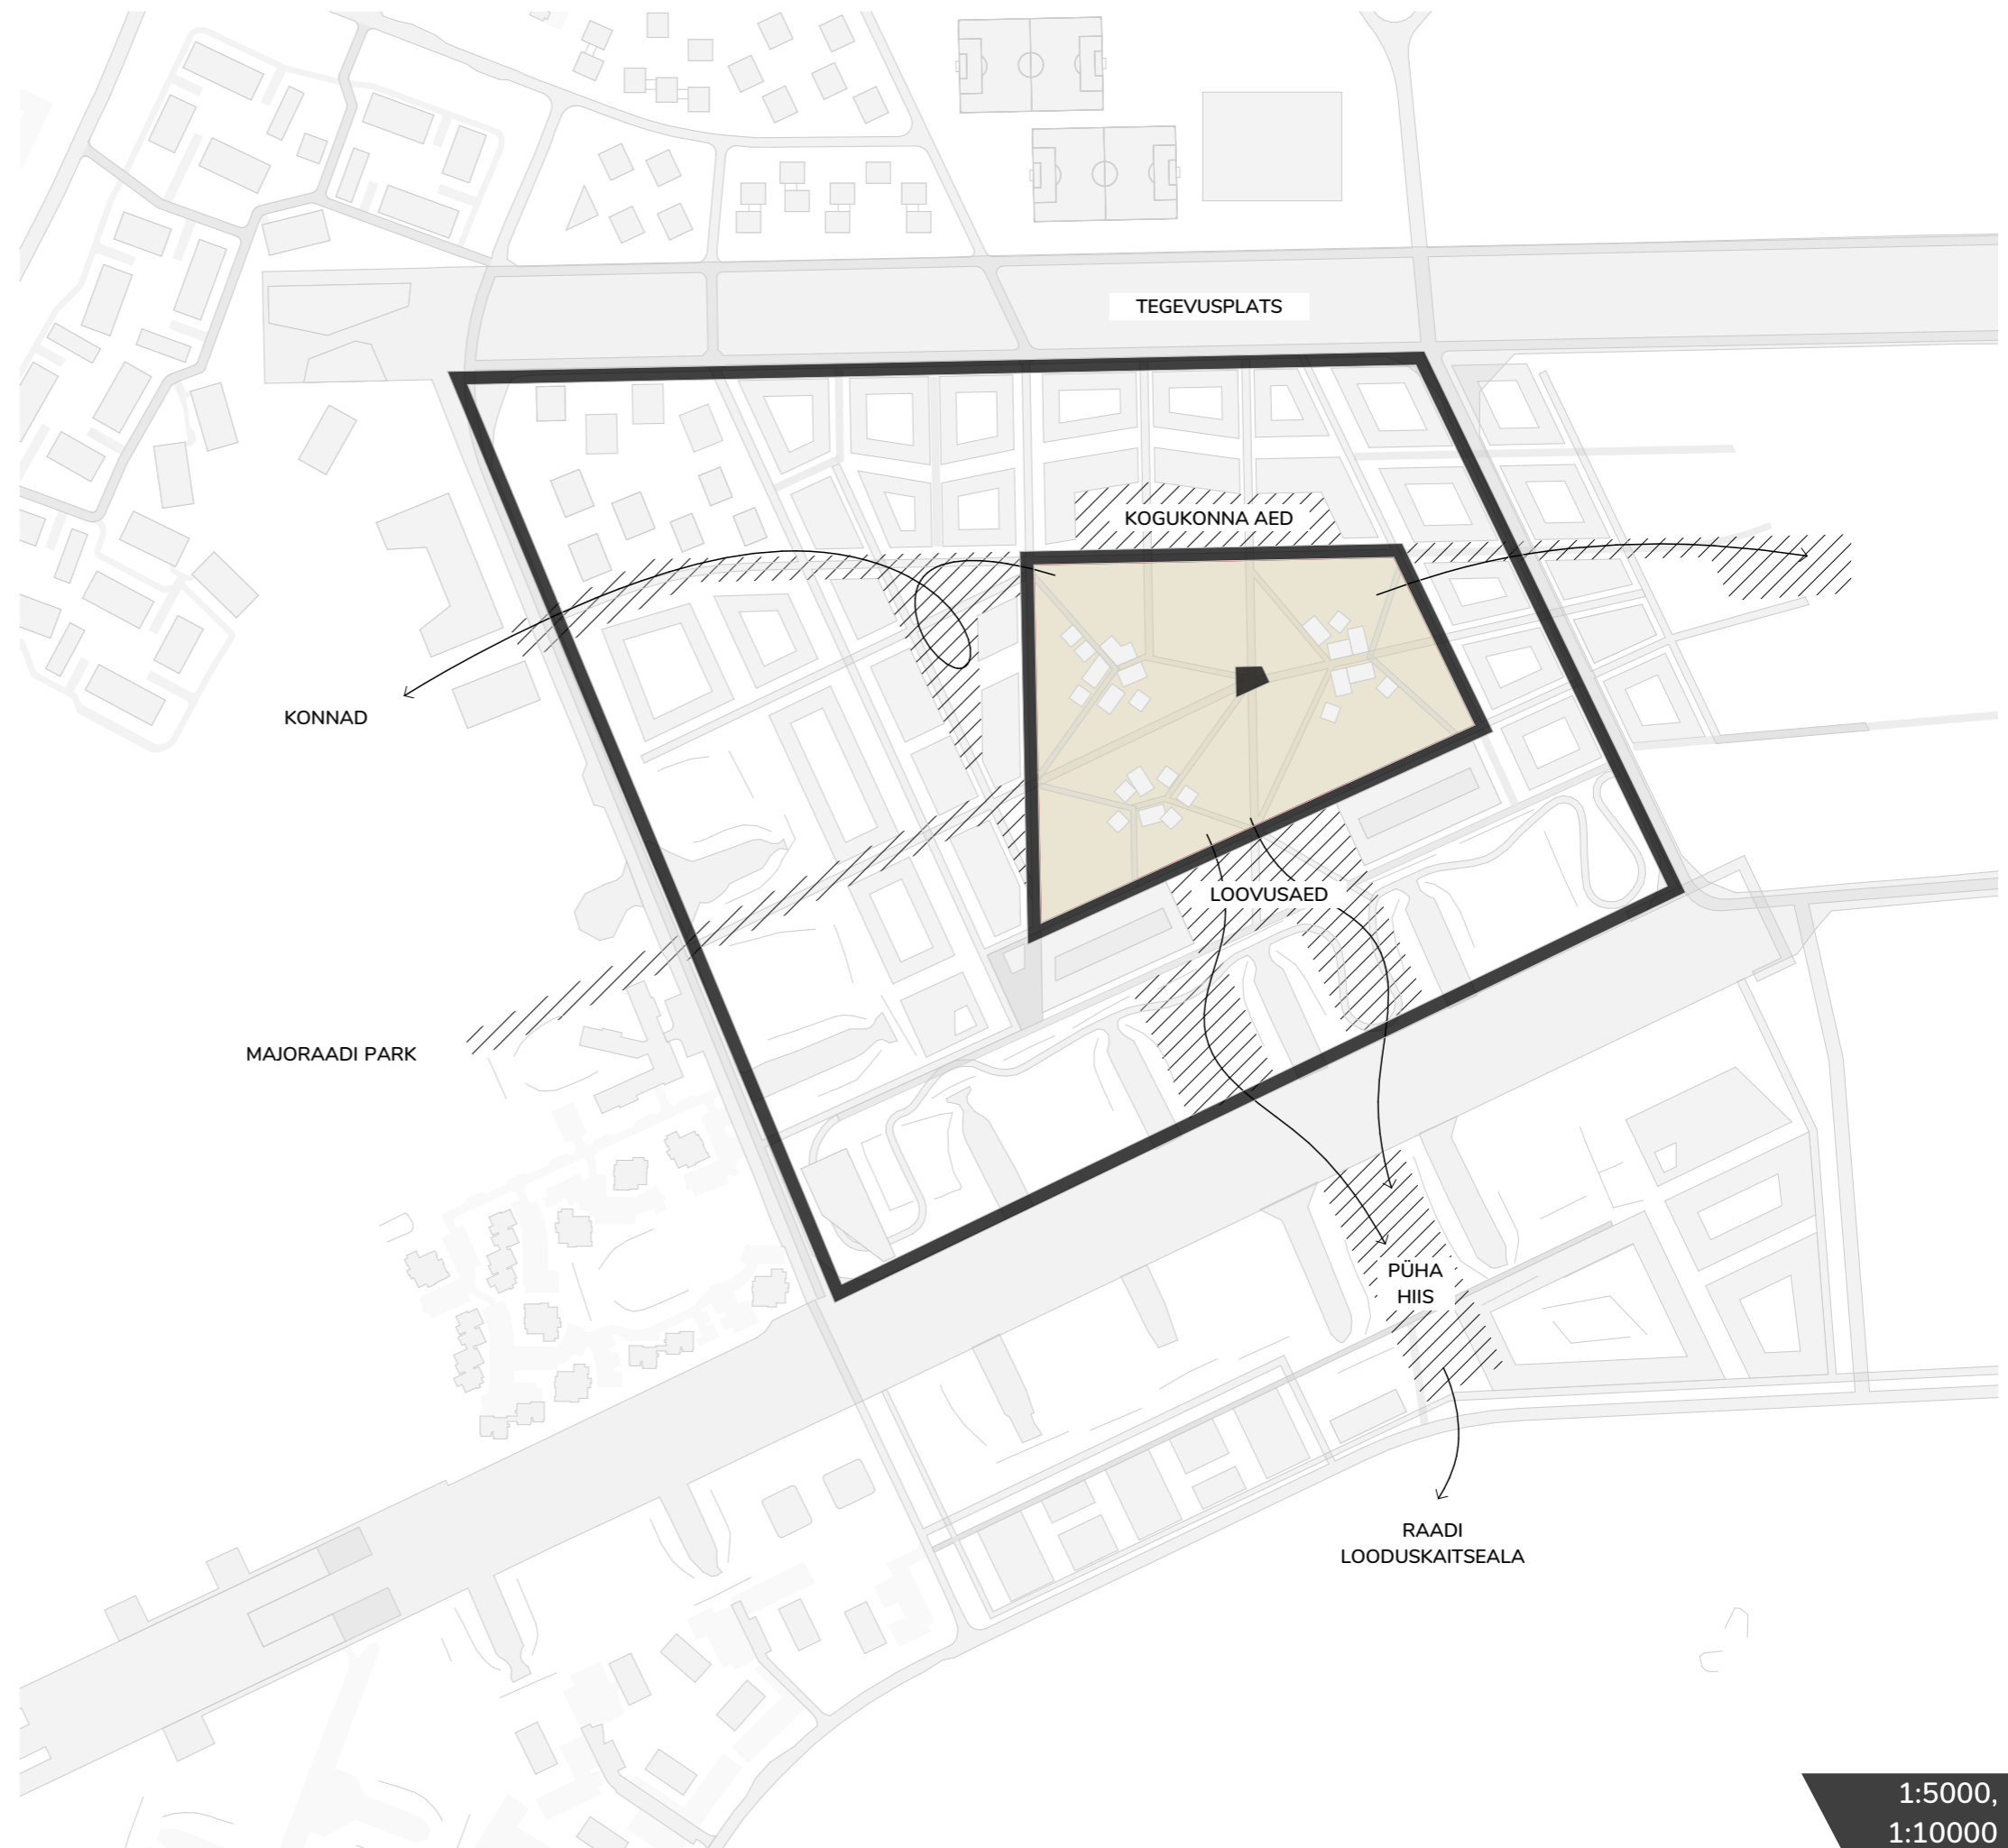 TEGEVUSPLATS
KOGUKONNA AED
KONNAD
LOOVUSAED
MAJORAADI PARK
PÜHA
HIIS
RAADI
LOODUSKAITSEALA
1:5000,
1:10000